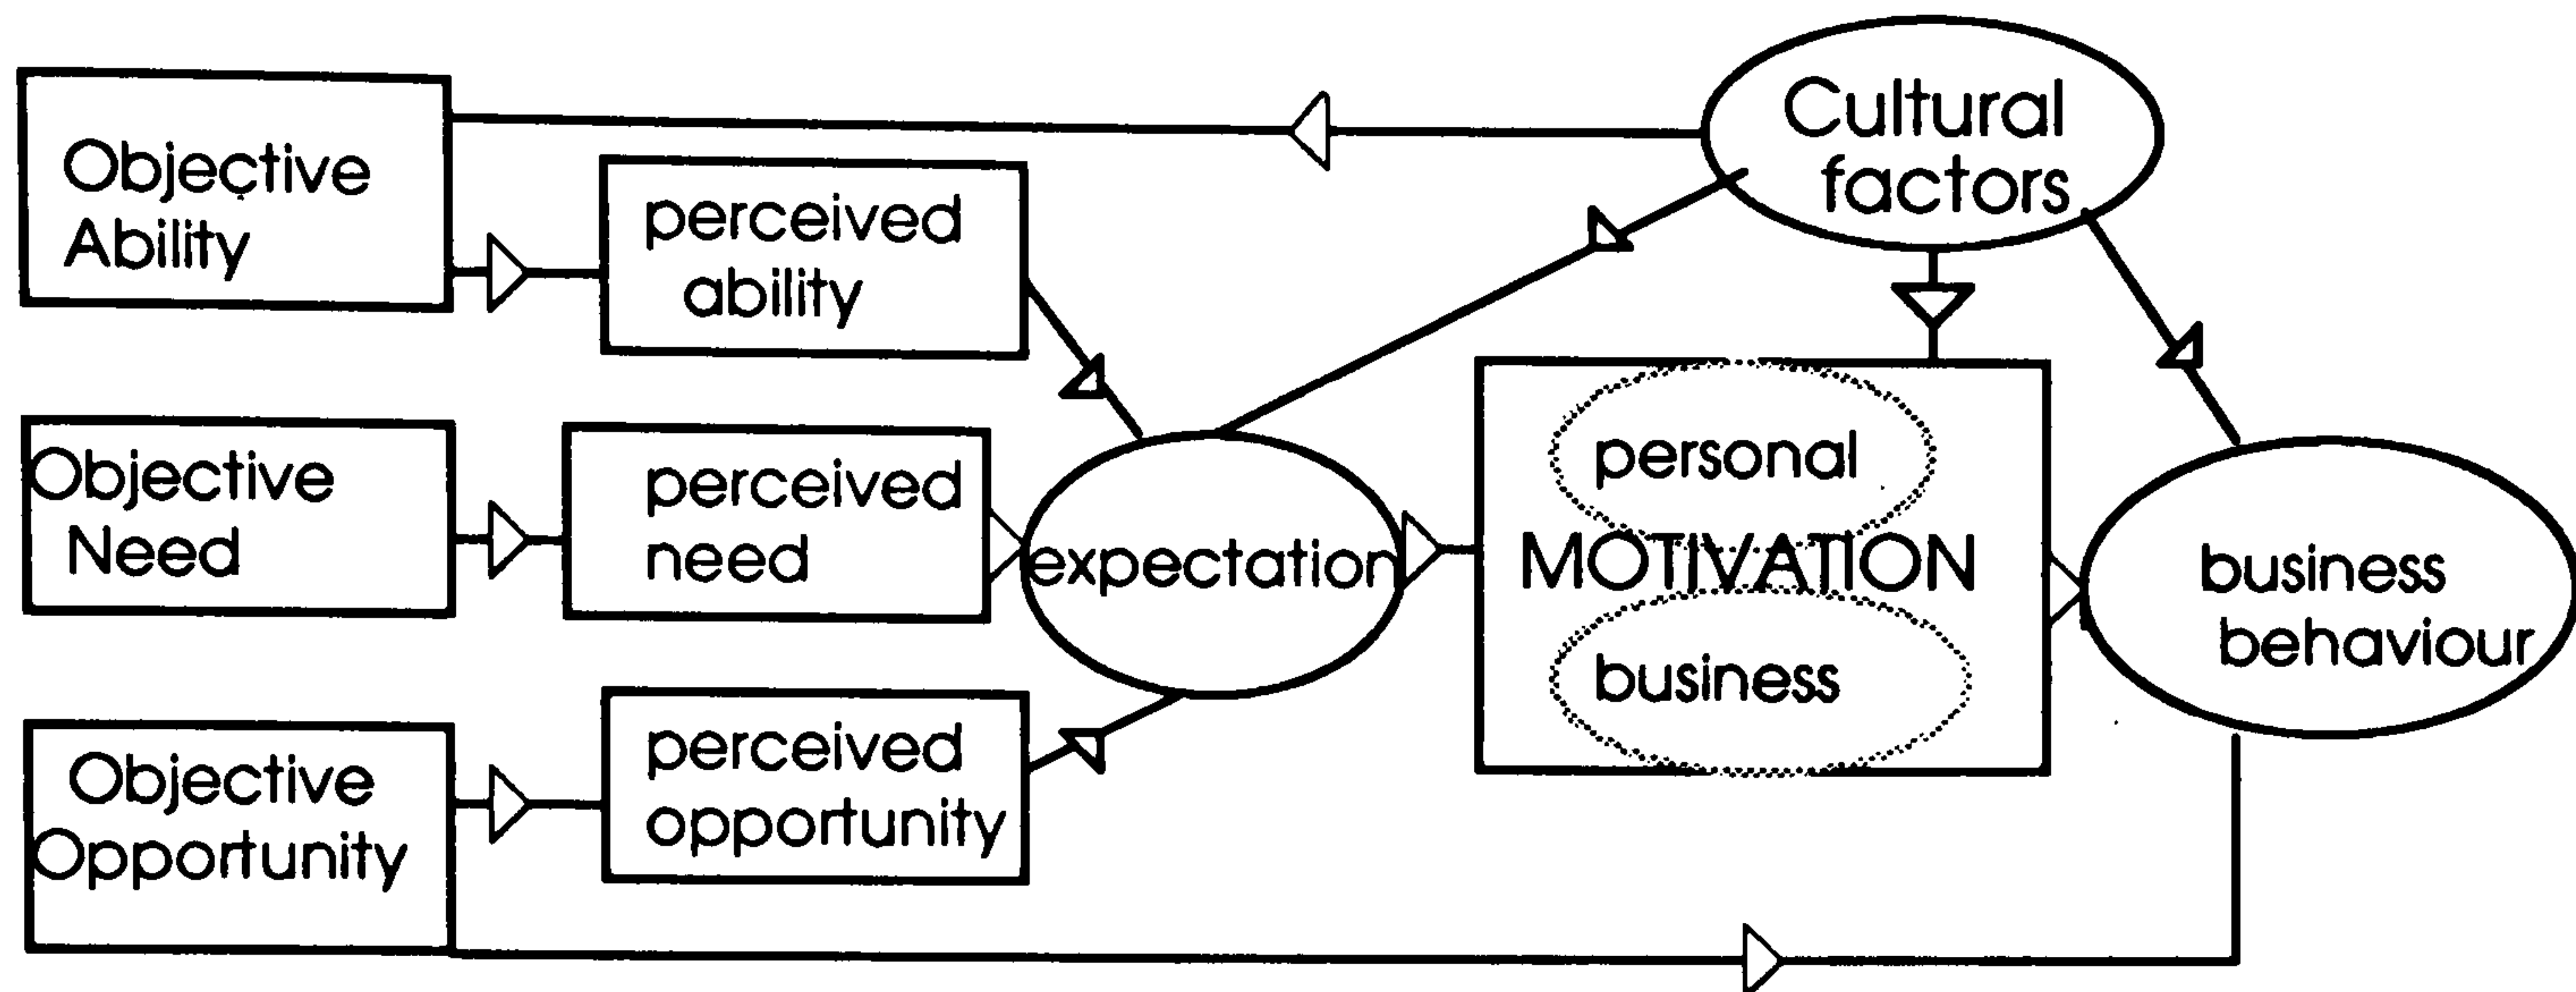 Cultural
factors
Objective
Ability
perceived
ability
Objective
Need
perceived
need
expectation
personal
MOTIVATION
business
business
behaviour
Objective
Opportunity
perceived
opportunity